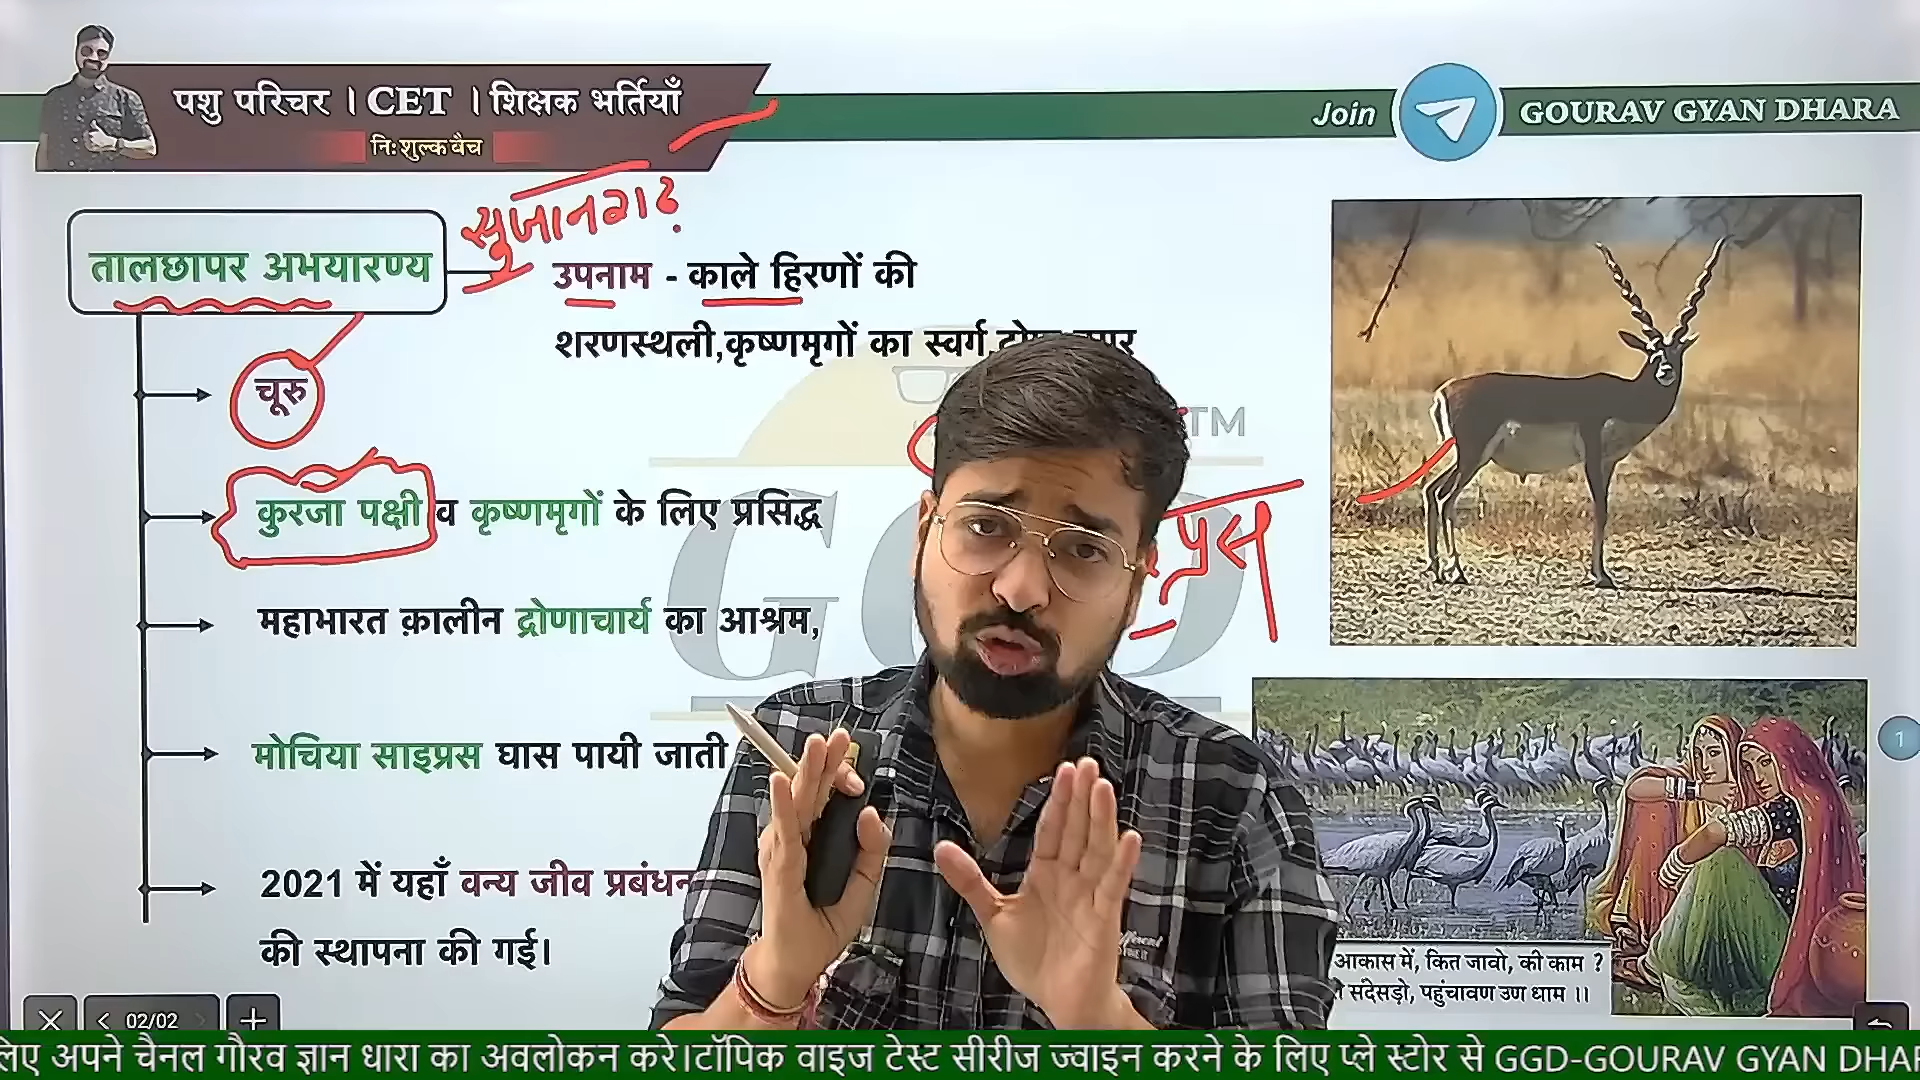 पशु परिचर । CET । शिक्षक भर्तियाँ
निः शुल्क बैच
Join GOURAV GYAN DHARA
सुजानगढ़
तालछापर अभयारण्य
उपनाम - काले हिरणों की
शरणस्थली,कृष्णमृगों का स्वर्ग,
चूरु
TM
कुरजा पक्षी व कृष्णमृगों के लिए प्रसिद्ध
प्रस
महाभारत क़ालीन द्रोणाचार्य का आश्रम,
मोचिया साइप्रस घास पायी जाती
1
2021 में यहाँ वन्य जीव प्रबंधन
की स्थापना की गई।
आकास में, कित जावो, की काम ?
संदेसड़ो, पहुंचावण उण धाम ।।
02/02
लिए अपने चैनल गौरव ज्ञान धारा का अवलोकन करे।टॉपिक वाइज टेस्ट सीरीज ज्वाइन करने के लिए प्ले स्टोर से GGD-GOURAV GYAN DHAR